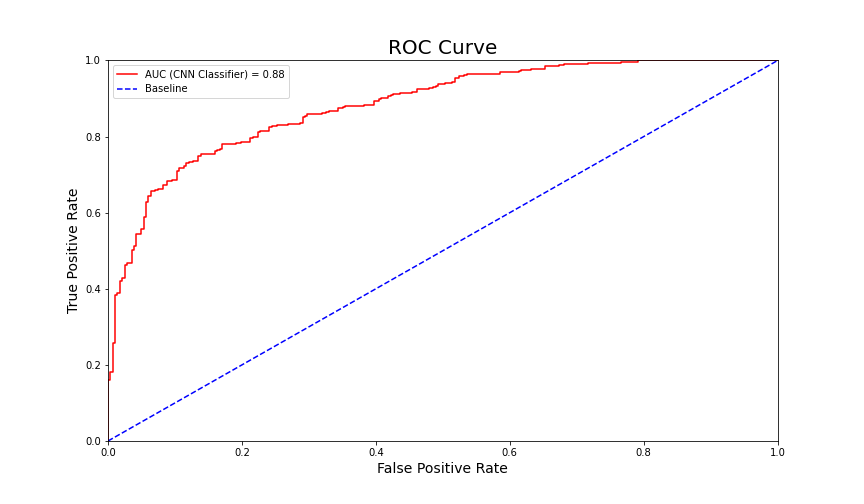 ROC Curve
AUC (CNN Classifier) = 0.88
Baseline
1.0
0.8
0.6
0.4
0.2
0.0
True Positive Rate
0.0 0.2 0.4 0.6 0.8 1.0
False Positive Rate